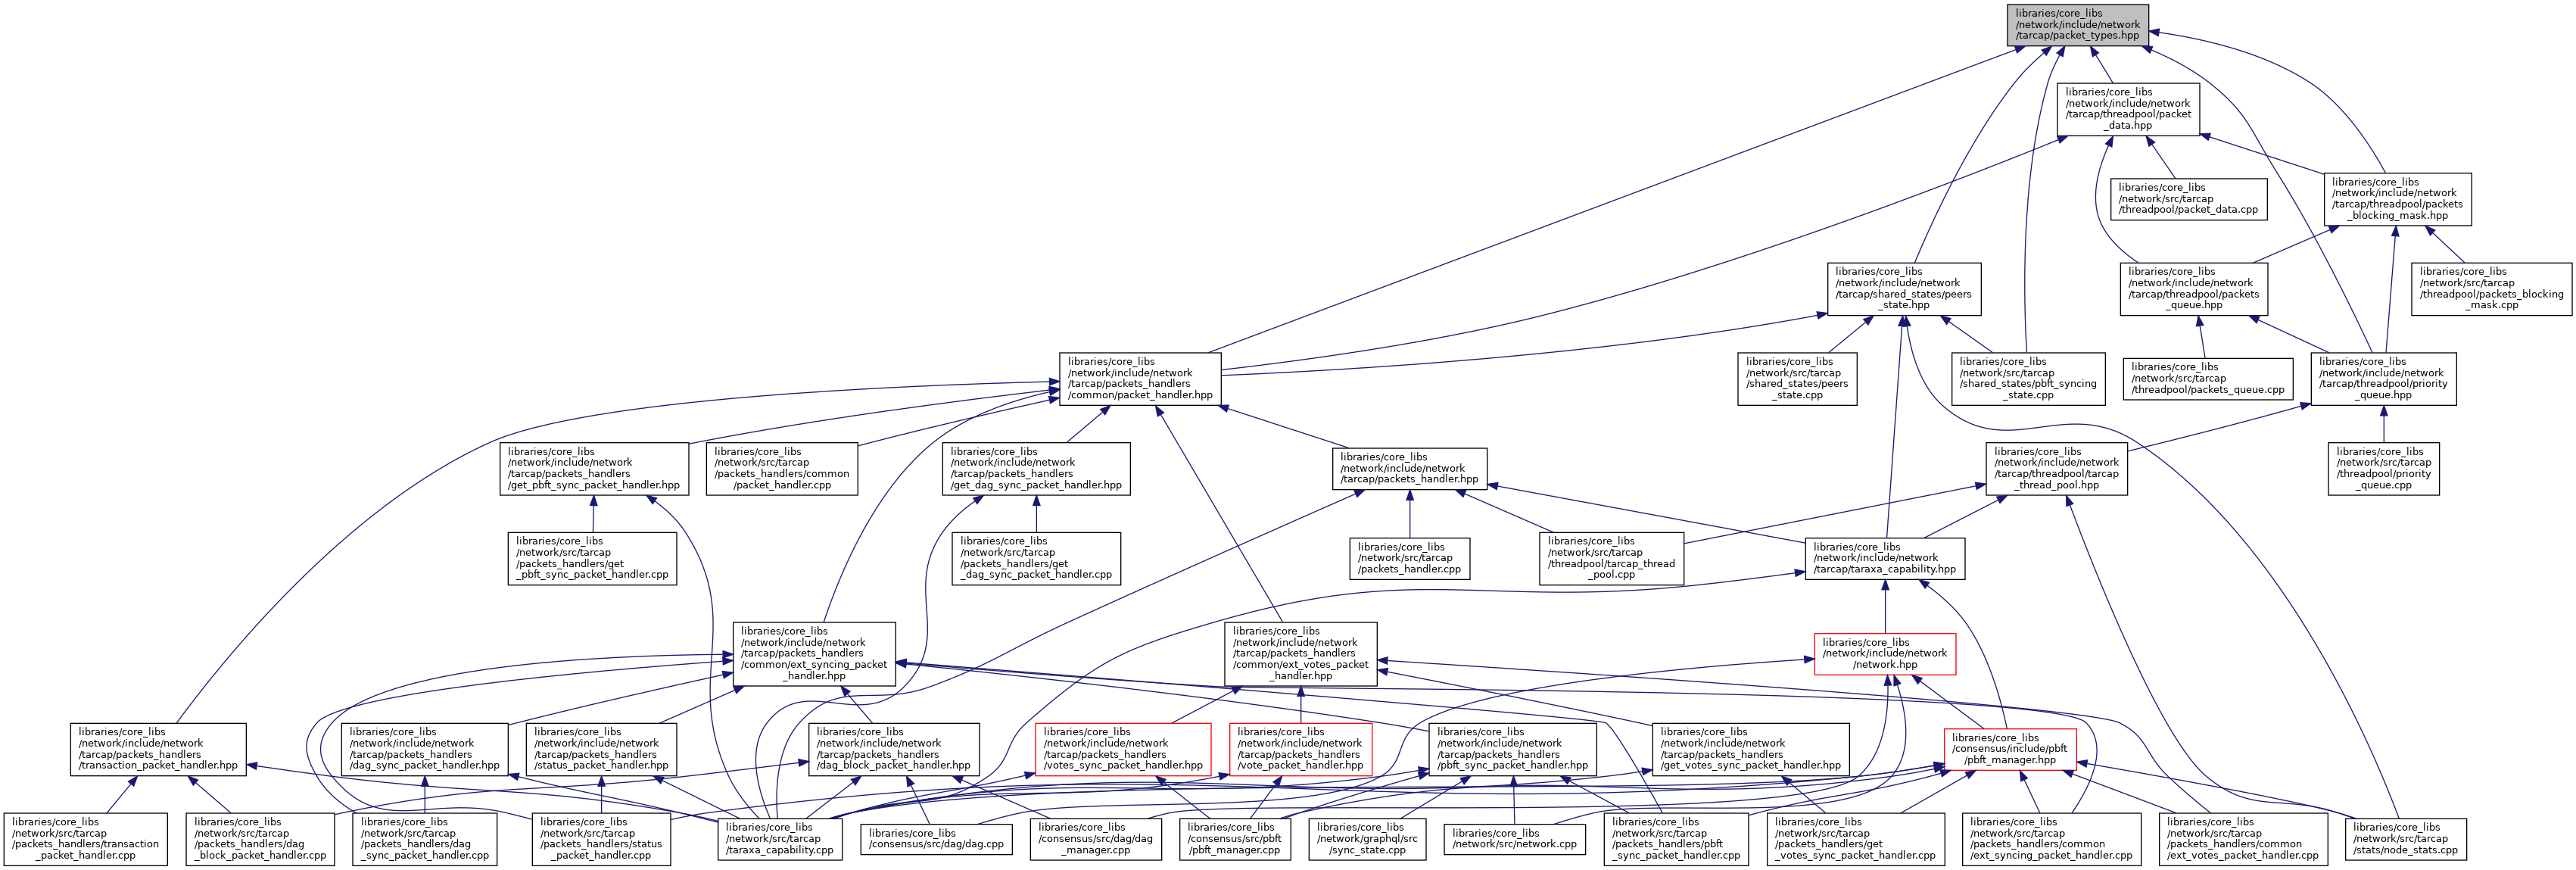 libraries/core_libs
/network/include/network
/tarcap/packet_types.hpp
libraries/core_libs
/network/include/network
/tarcap/threadpool/packet
_data.hpp
libraries/core_libs
/network/src/tarcap
/threadpool/packet_data.cpp
libraries/core_libs
/network/include/network
/tarcap/threadpool/packets
_blocking_mask.hpp
libraries/core_libs
/network/include/network
/tarcap/shared_states/peers
_state.hpp
libraries/core_libs
/network/include/network
/tarcap/threadpool/packets
_queue.hpp
libraries/core_libs
/network/src/tarcap
/threadpool/packets_blocking
_mask.cpp
libraries/core_libs
/network/include/network
/tarcap/packets_handlers
/common/packet_handler.hpp
libraries/core_libs
/network/src/tarcap
/shared_states/peers
_state.cpp
libraries/core_libs
/network/src/tarcap
/shared_states/pbft_syncing
_state.cpp
libraries/core_libs
/network/src/tarcap
/threadpool/packets_queue.cpp
libraries/core_libs
/network/include/network
/tarcap/threadpool/priority
_queue.hpp
libraries/core_libs
/network/include/network
/tarcap/packets_handlers
/get_pbft_sync_packet_handler.hpp
libraries/core_libs
/network/src/tarcap
/packets_handlers/common
/packet_handler.cpp
libraries/core_libs
/network/include/network
/tarcap/packets_handlers
/get_dag_sync_packet_handler.hpp
libraries/core_libs
/network/include/network
/tarcap/packets_handler.hpp
libraries/core_libs
/network/include/network
/tarcap/threadpool/tarcap
_thread_pool.hpp
libraries/core_libs
/network/src/tarcap
/threadpool/priority
_queue.cpp
libraries/core_libs
/network/src/tarcap
/packets_handlers/get
_pbft_sync_packet_handler.cpp
libraries/core_libs
/network/src/tarcap
/packets_handlers/get
_dag_sync_packet_handler.cpp
libraries/core_libs
/network/src/tarcap
/packets_handler.cpp
libraries/core_libs
/network/src/tarcap
/threadpool/tarcap_thread
_pool.cpp
libraries/core_libs
/network/include/network
/tarcap/taraxa_capability.hpp
libraries/core_libs
/network/include/network
/tarcap/packets_handlers
/common/ext_syncing_packet
_handler.hpp
libraries/core_libs
/network/include/network
/tarcap/packets_handlers
/common/ext_votes_packet
_handler.hpp
libraries/core_libs
/network/include/network
/network.hpp
libraries/core_libs
/network/include/network
/tarcap/packets_handlers
/transaction_packet_handler.hpp
libraries/core_libs
/network/include/network
/tarcap/packets_handlers
/dag_sync_packet_handler.hpp
libraries/core_libs
/network/include/network
/tarcap/packets_handlers
/status_packet_handler.hpp
libraries/core_libs
/network/include/network
/tarcap/packets_handlers
/dag_block_packet_handler.hpp
libraries/core_libs
/network/include/network
/tarcap/packets_handlers
/votes_sync_packet_handler.hpp
libraries/core_libs
/network/include/network
/tarcap/packets_handlers
/vote_packet_handler.hpp
libraries/core_libs
/network/include/network
/tarcap/packets_handlers
/pbft_sync_packet_handler.hpp
libraries/core_libs
/network/include/network
/tarcap/packets_handlers
/get_votes_sync_packet_handler.hpp
libraries/core_libs
/consensus/include/pbft
/pbft_manager.hpp
libraries/core_libs
/network/src/tarcap
/packets_handlers/transaction
_packet_handler.cpp
libraries/core_libs
/network/src/tarcap
/packets_handlers/dag
_block_packet_handler.cpp
libraries/core_libs
/network/src/tarcap
/packets_handlers/dag
_sync_packet_handler.cpp
libraries/core_libs
/network/src/tarcap
/packets_handlers/status
_packet_handler.cpp
libraries/core_libs
/network/src/tarcap
/taraxa_capability.cpp
libraries/core_libs
/consensus/src/dag/dag.cpp
libraries/core_libs
/consensus/src/dag/dag
_manager.cpp
libraries/core_libs
/consensus/src/pbft
/pbft_manager.cpp
libraries/core_libs
/network/graphql/src
/sync_state.cpp
libraries/core_libs
/network/src/network.cpp
libraries/core_libs
/network/src/tarcap
/packets_handlers/pbft
_sync_packet_handler.cpp
libraries/core_libs
/network/src/tarcap
/packets_handlers/get
_votes_sync_packet_handler.cpp
libraries/core_libs
/network/src/tarcap
/packets_handlers/common
/ext_syncing_packet_handler.cpp
libraries/core_libs
/network/src/tarcap
/packets_handlers/common
/ext_votes_packet_handler.cpp
libraries/core_libs
/network/src/tarcap
/stats/node_stats.cpp